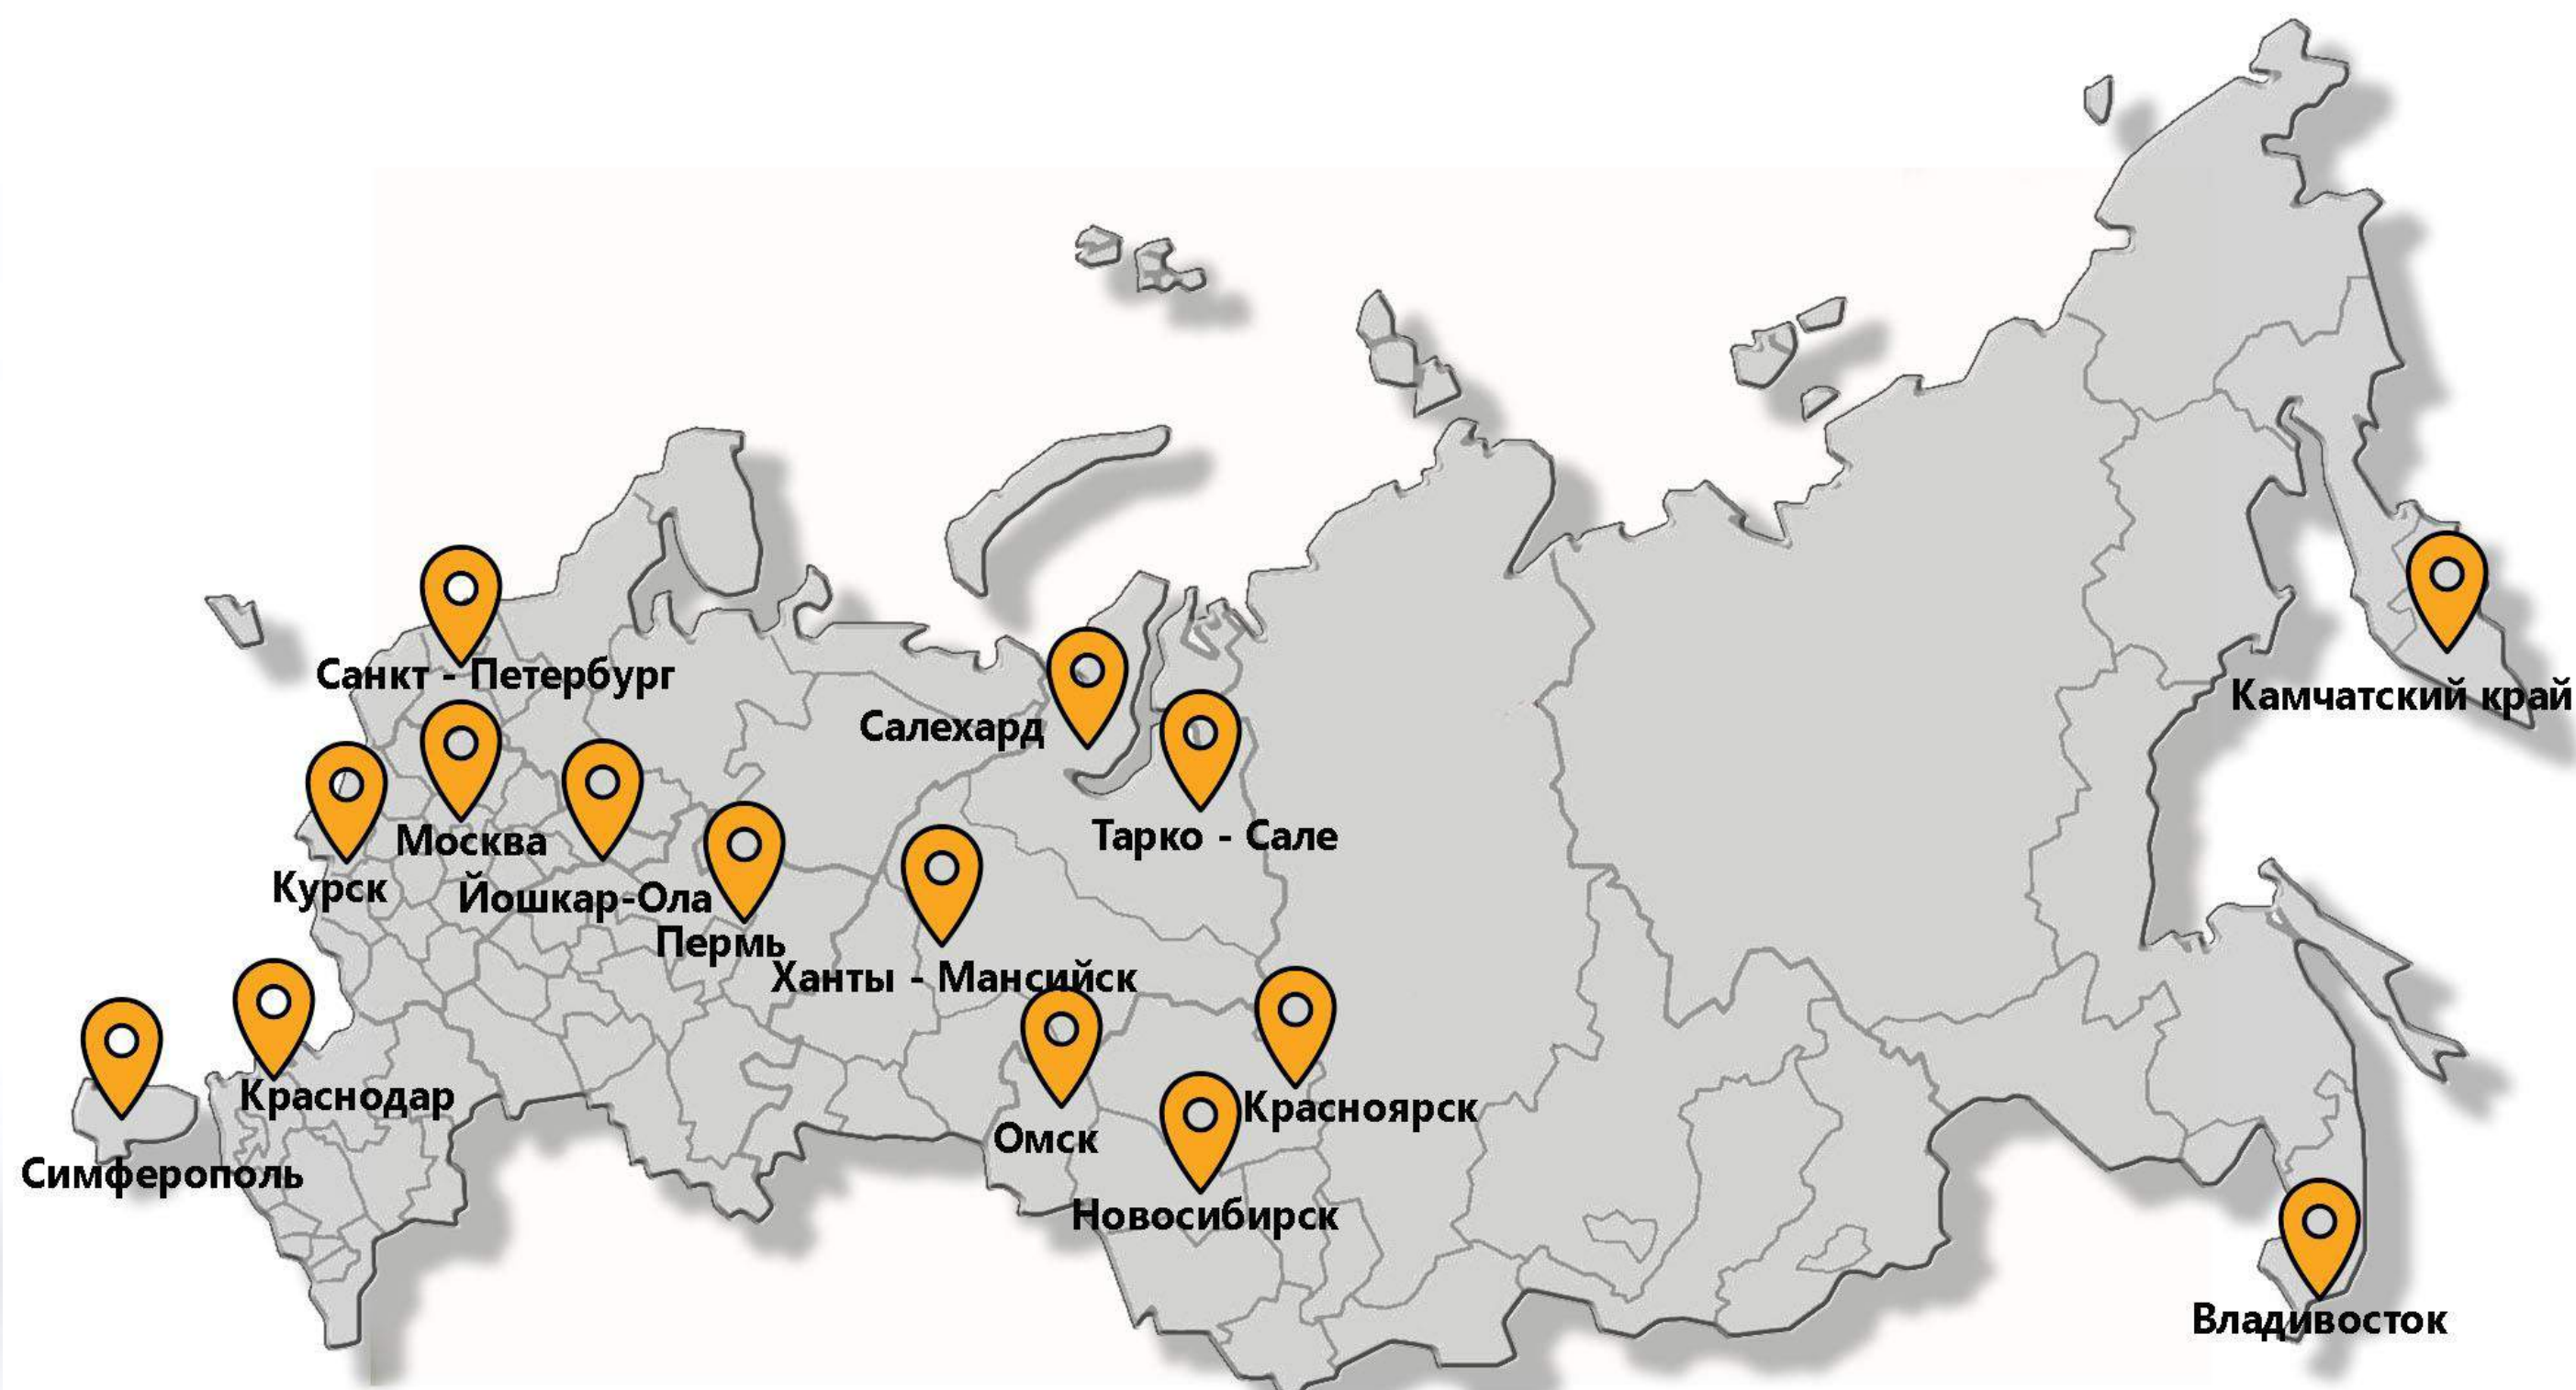 Санкт - Петербург
Камчатский край
Салехард
Тарко - Сале
Москва
Курск
Йошкар-Ола
Пермь
Ханты - Мансийск
Краснодар
Красноярск
Омск
Симферополь
Новосибирск
Владивосток